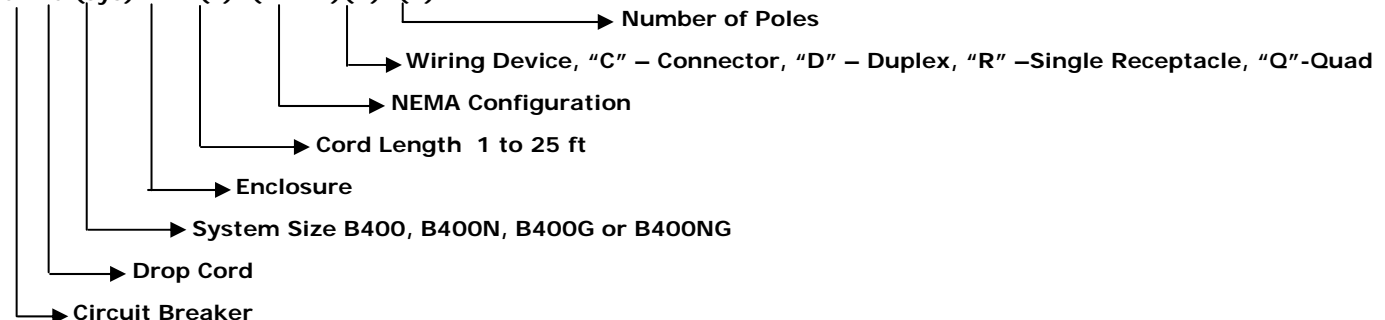 Number of Poles
Wiring Device, “C” – Connector, “D” – Duplex, “R” –Single Receptacle, “Q”-Quad
NEMA Configuration
Cord Length 1 to 25 ft
Enclosure
System Size B400, B400N, B400G or B400NG
Drop Cord
Circuit Breaker